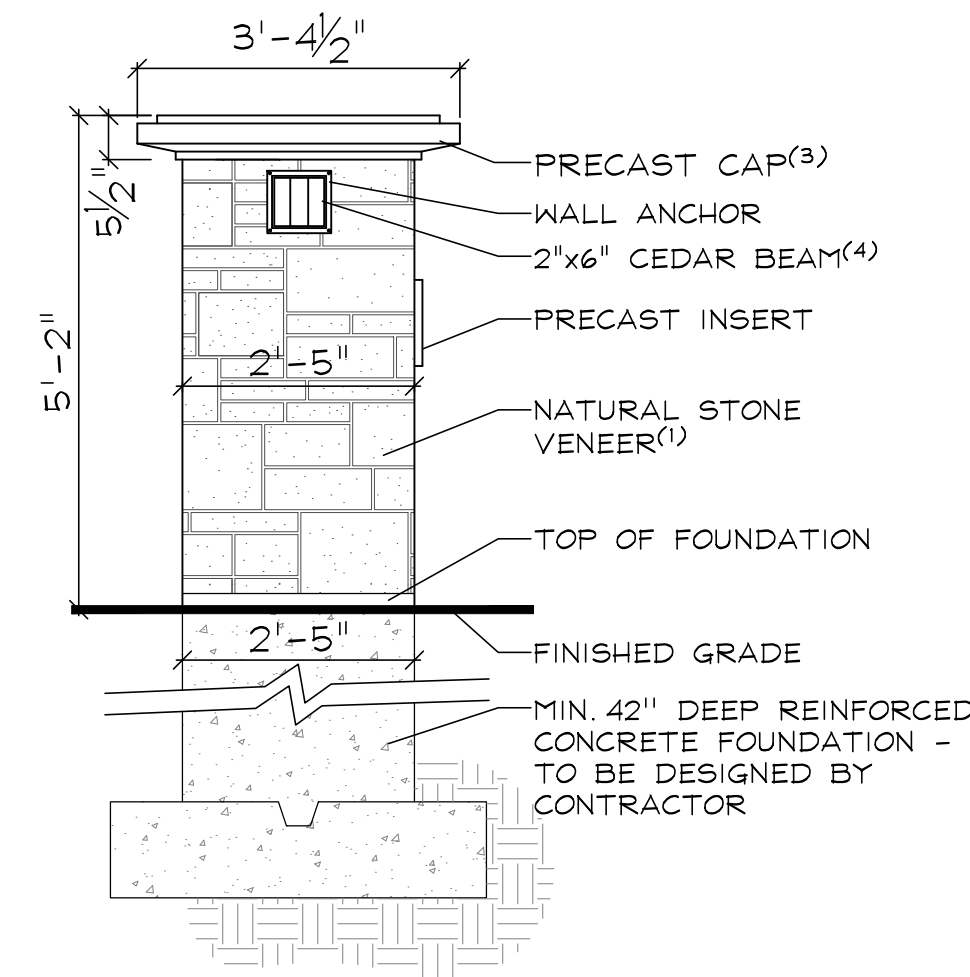 3'-4½"
PRECAST CAP(3)
5½"
WALL ANCHOR
2"x6" CEDAR BEAM(4)
PRECAST INSERT
5'-2"
2'-5"
NATURAL STONE
VENEER(1)
TOP OF FOUNDATION
2'-5"
FINISHED GRADE
MIN. 42" DEEP REINFORCED
CONCRETE FOUNDATION -
TO BE DESIGNED BY
CONTRACTOR